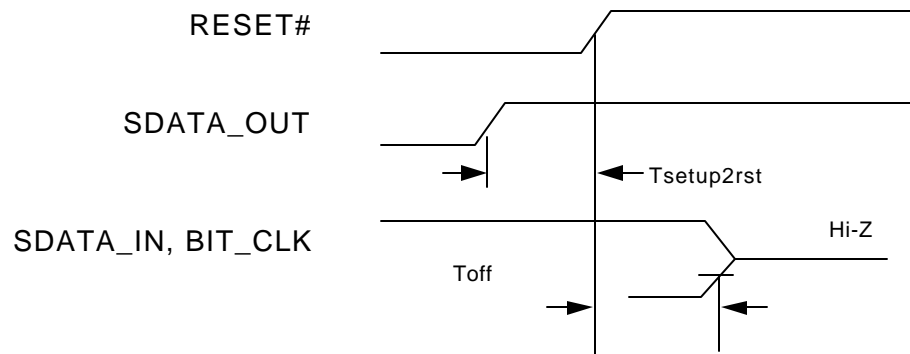 RESET#
SDATA_OUT
Tsetup2rst
SDATA_IN, BIT_CLK
Hi-Z
Toff